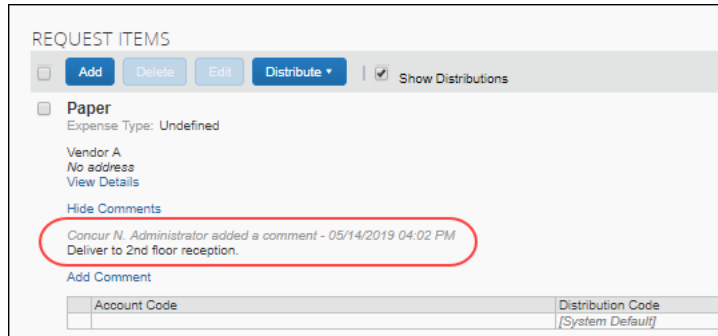 REQUEST ITEMS
Add Delete Edit Distribute Show Distributions
Paper
Expense Type: Undefined
Vendor A
No address
View Details
Hide Comments
Concur N. Administrator added a comment - 05/14/2019 04:02 PM
Deliver to 2nd floor reception.
Add Comment
Account Code Distribution Code
[System Default]